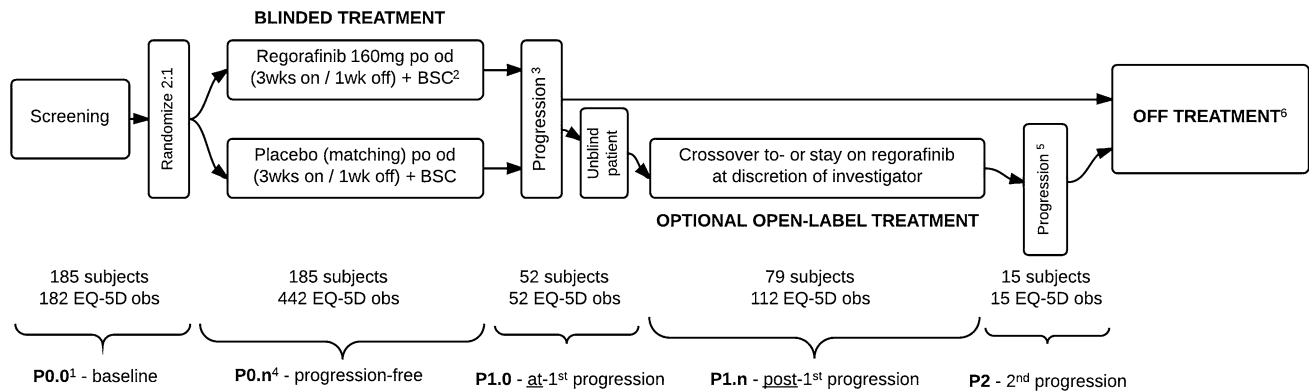 BLINDED TREATMENT
Screening
Randomize 2:1
Regorafinib 160mg po od
(3wks on / 1wk off) + BSC²
Placebo (matching) po od
(3wks on / 1wk off) + BSC
Progression ³
Unblind
patient
Crossover to- or stay on regorafinib
at discretion of investigator
OPTIONAL OPEN-LABEL TREATMENT
Progression ⁵
OFF TREATMENT⁶
185 subjects
182 EQ-5D obs
185 subjects
442 EQ-5D obs
52 subjects
52 EQ-5D obs
79 subjects
112 EQ-5D obs
15 subjects
15 EQ-5D obs
P0.0¹ - baseline
P0.n⁴ - progression-free
P1.0 - at-1ˢᵗ progression
P1.n - post-1ˢᵗ progression
P2 - 2ⁿᵈ progression